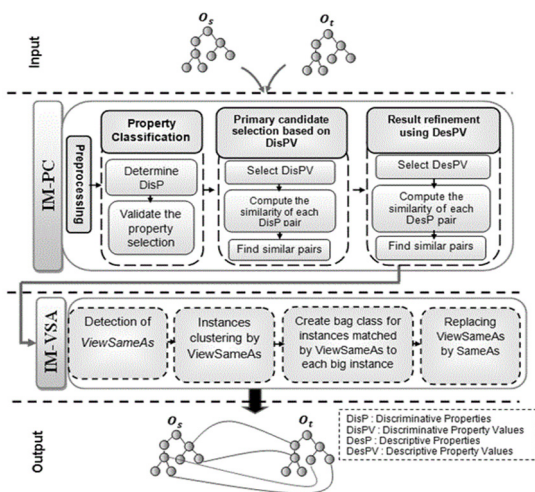 Input
Os
Ot
IM-PC
Preprocessing
Property
Classification
Determine
DisP
Validate the
property
selection
Primary candidate
selection based on
DisPV
Select DisPV
Compute the
similarity of each
DisP pair
Find similar pairs
Result refinement
using DesPV
Select DesPV
Compute the
similarity of each
DesP pair
Find similar pairs
IM-VSA
Detection of
ViewSameAs
Instances
clustering by
ViewSameAs
Create bag class for
instances matched
by ViewSameAs to
each big instance
Replacing
ViewSameAs
by SameAs
Output
Os
Ot
DisP : Discriminative Properties
DisPV : Discriminative Property Values
DesP : Descriptive Properties
DesPV : Descriptive Property Values